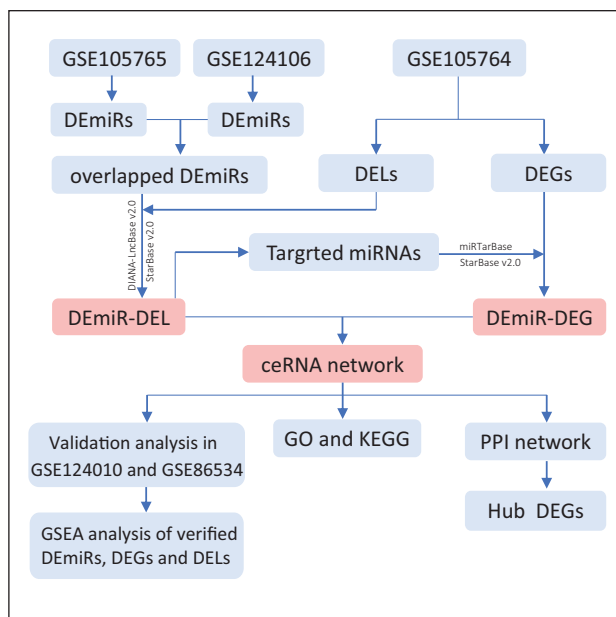 GSE105765
GSE124106
GSE105764
DEmiRs
DEmiRs
overlapped DEmiRs
DELs
DEGs
DIANA-LncBase v2.0
StarBase v2.0
Targrted miRNAs
miRTarBase
StarBase v2.0
DEmiR-DEL
DEmiR-DEG
ceRNA network
Validation analysis in
GSE124010 and GSE86534
GO and KEGG
PPI network
GSEA analysis of verified
DEmiRs, DEGs and DELs
Hub DEGs